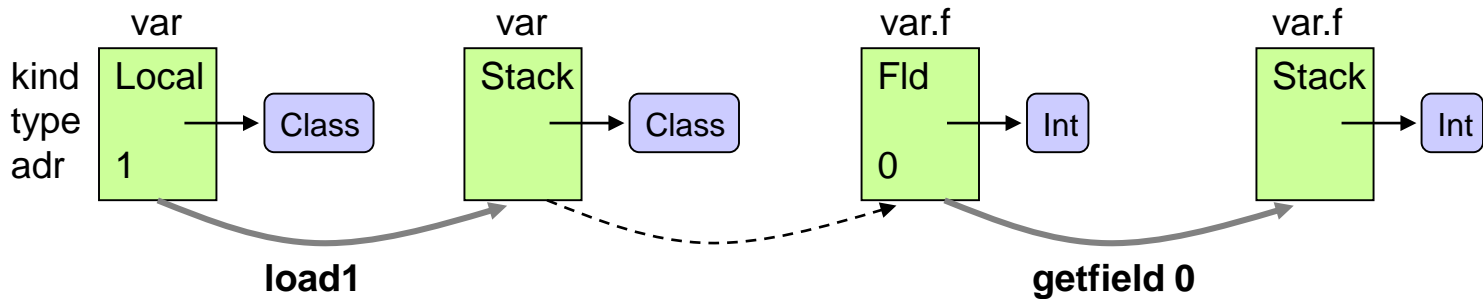 var var var.f var.f
kind Local Stack Fld Stack
type Class Class Int Int
adr 1 0
load1 getfield 0